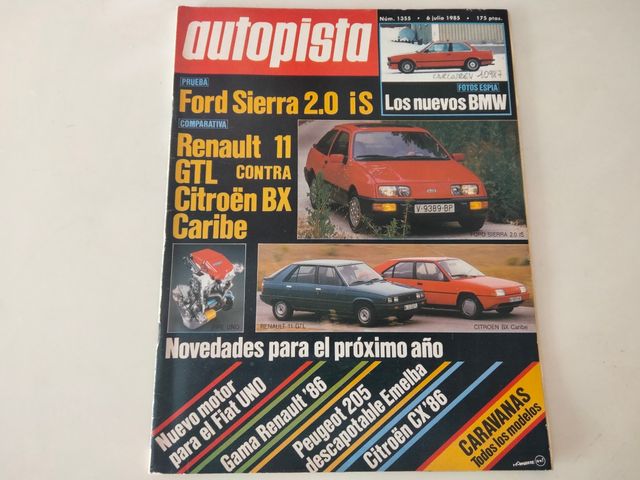 autopista
Núm. 1355 • 6 julio 1985 • 175 ptas.
FOTOS ESPIA
Los nuevos BMW
PRUEBA
Ford Sierra 2.0 iS
COMPARATIVA
Renault 11
GTL CONTRA
Citroën BX
Caribe
V-9389-BP
FORD SIERRA 2.0 iS
FIRE UNO
RENAULT 11 GTL
CITROEN BX Caribe
Novedades para el próximo año
Nuevo motor
para el Fiat UNO
Gama Renault '86
Peugeot 205
descapotable Emelba
Citroën CX '86
CARAVANAS
Todos los modelos